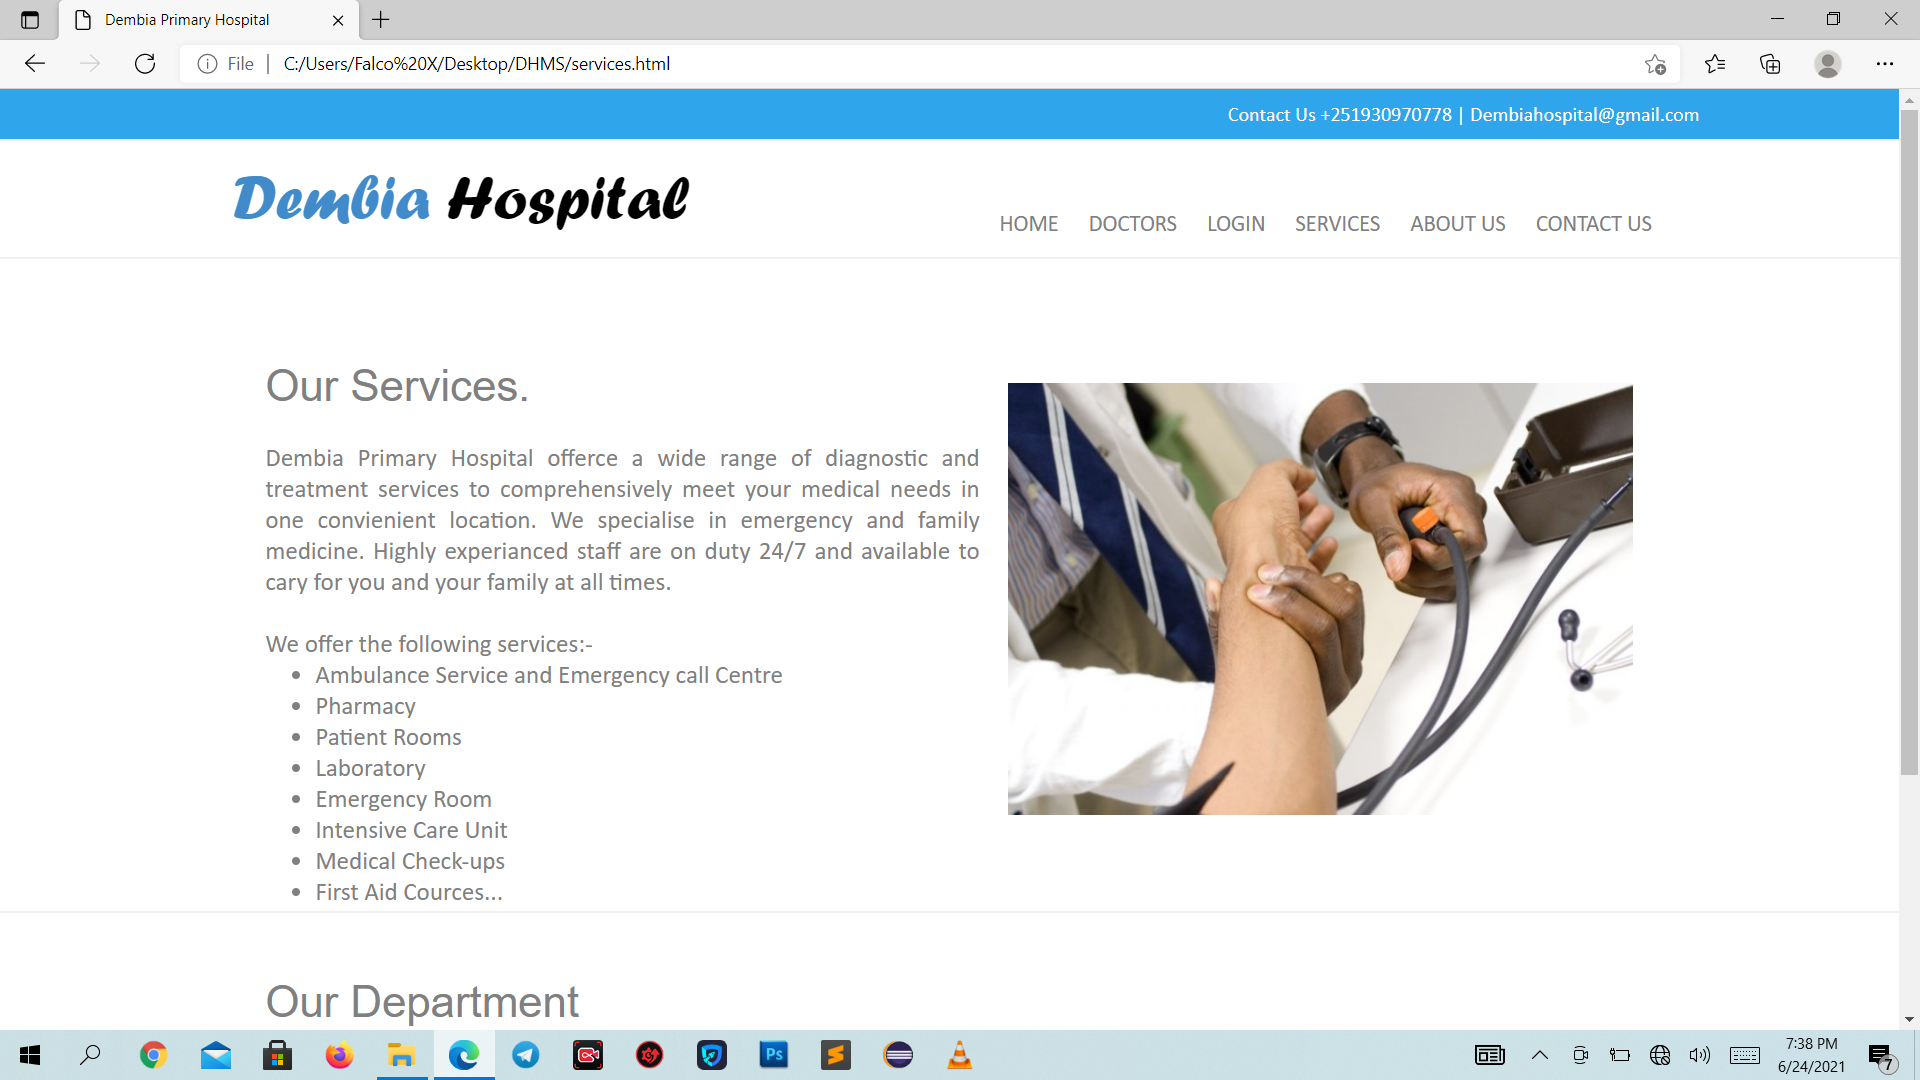 Dembia Primary Hospital
File | C:/Users/Falco%20X/Desktop/DHMS/services.html
Contact Us +251930970778 | Dembiahospital@gmail.com
Dembia Hospital
HOME DOCTORS LOGIN SERVICES ABOUT US CONTACT US
Our Services.
Dembia Primary Hospital offerce a wide range of diagnostic and
treatment services to comprehensively meet your medical needs in
one convienient location. We specialise in emergency and family
medicine. Highly experianced staff are on duty 24/7 and available to
cary for you and your family at all times.
We offer the following services:-
• Ambulance Service and Emergency call Centre
• Pharmacy
• Patient Rooms
• Laboratory
• Emergency Room
• Intensive Care Unit
• Medical Check-ups
• First Aid Cources...
Our Department
Ps
7:38 PM
6/24/2021
7